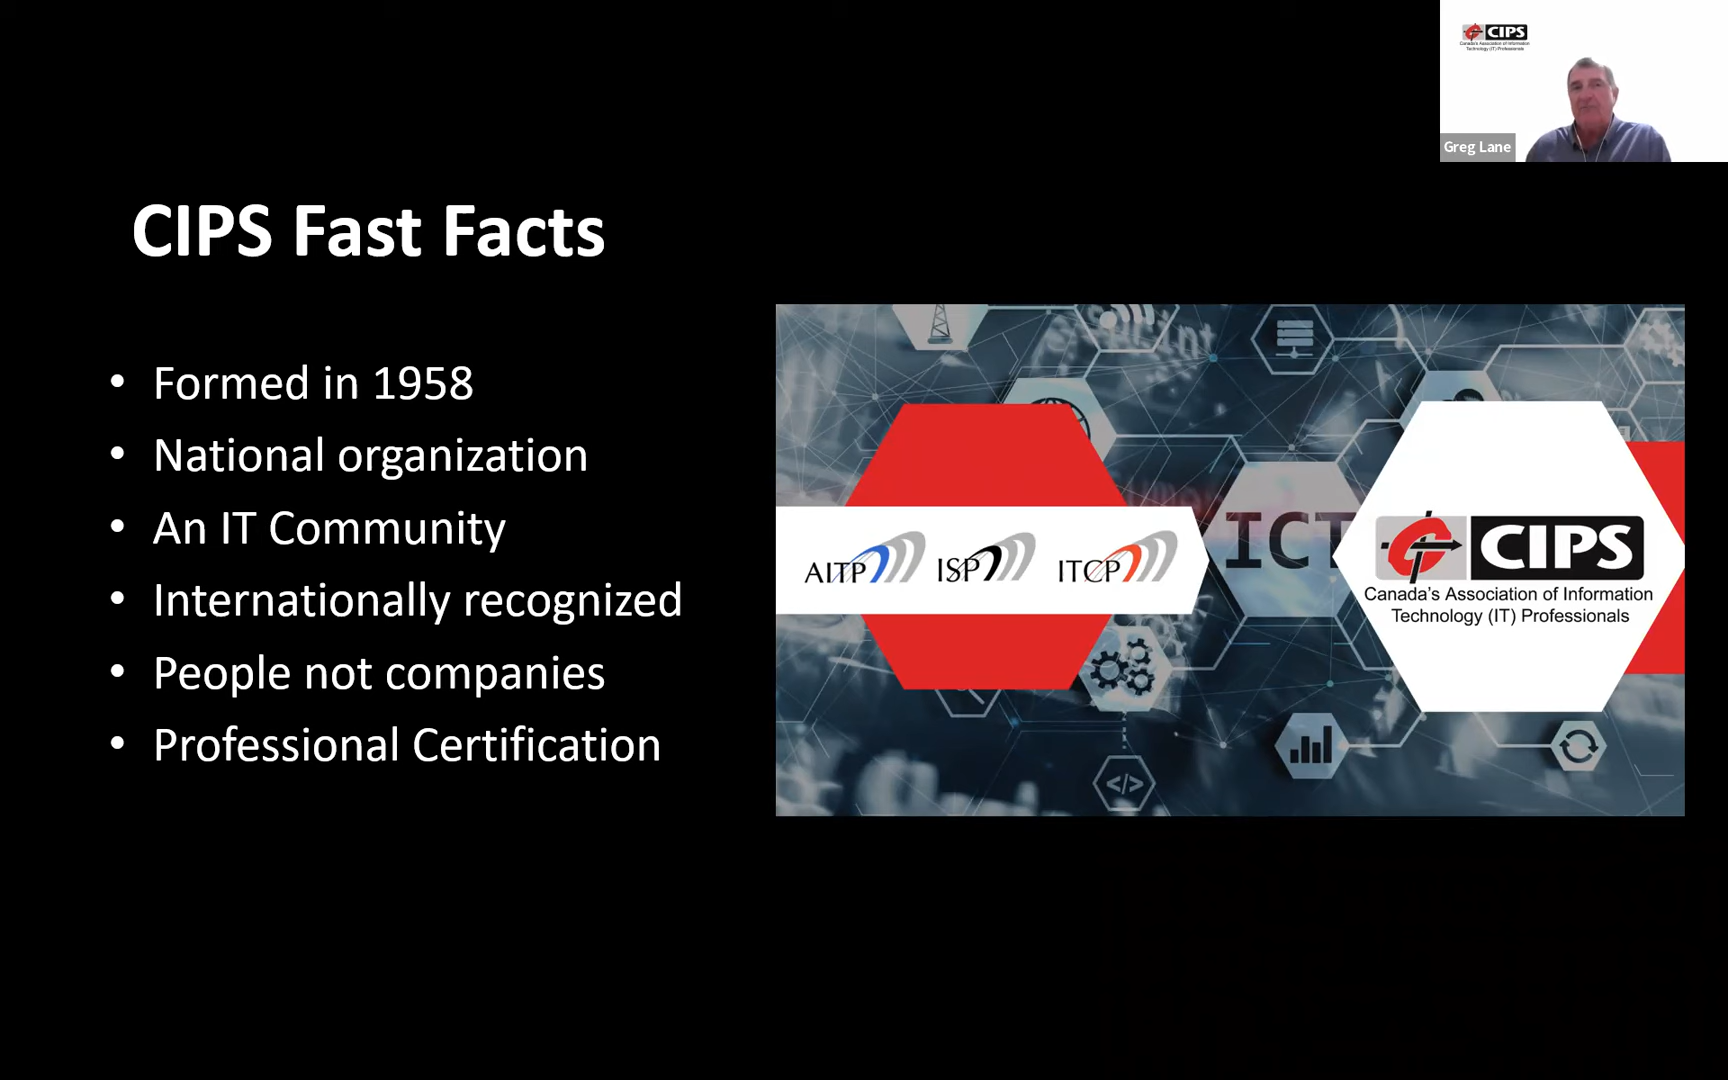 CIPS
Canada's Association of Information
Technology (IT) Professionals
Greg Lane
CIPS Fast Facts
• Formed in 1958
• National organization
• An IT Community
• Internationally recognized
• People not companies
• Professional Certification
AITP ISP ITCP
ICT
</>
CIPS
Canada's Association of Information
Technology (IT) Professionals